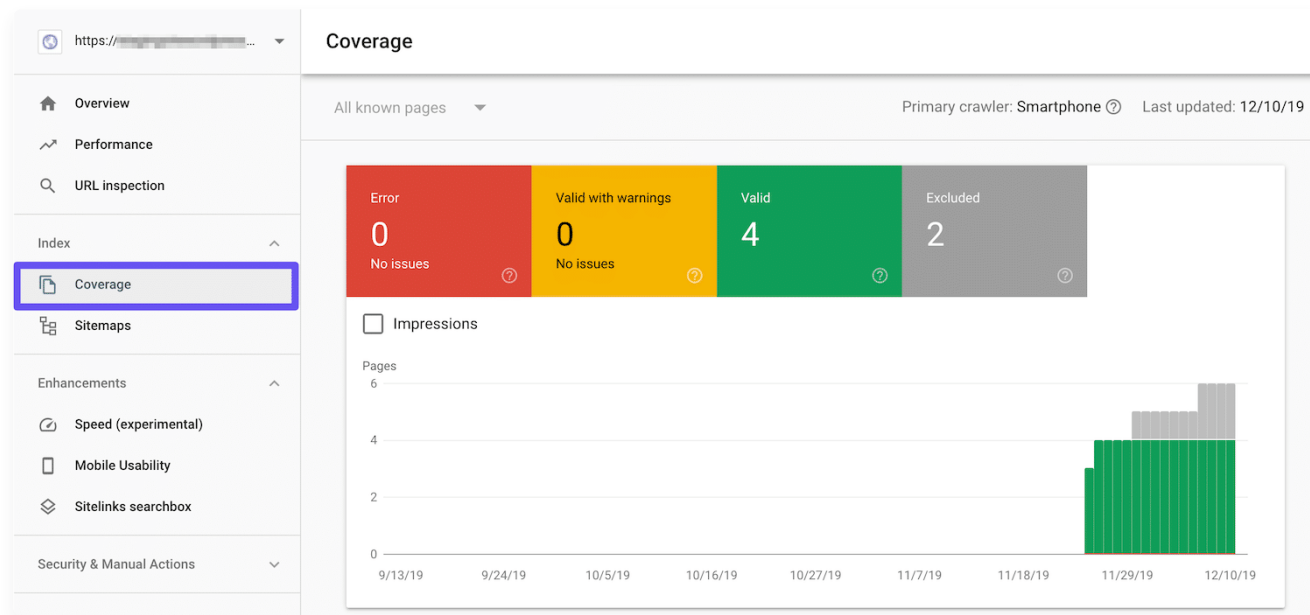 https://
...
Coverage
Overview
Performance
URL inspection
Index
Coverage
Sitemaps
Enhancements
Speed (experimental)
Mobile Usability
Sitelinks searchbox
Security & Manual Actions
All known pages
Primary crawler: Smartphone Last updated: 12/10/19
Error
0
No issues
Valid with warnings
0
No issues
Valid
4
Excluded
2
Impressions
Pages
6
4
2
0
9/13/19 9/24/19 10/5/19 10/16/19 10/27/19 11/7/19 11/18/19 11/29/19 12/10/19